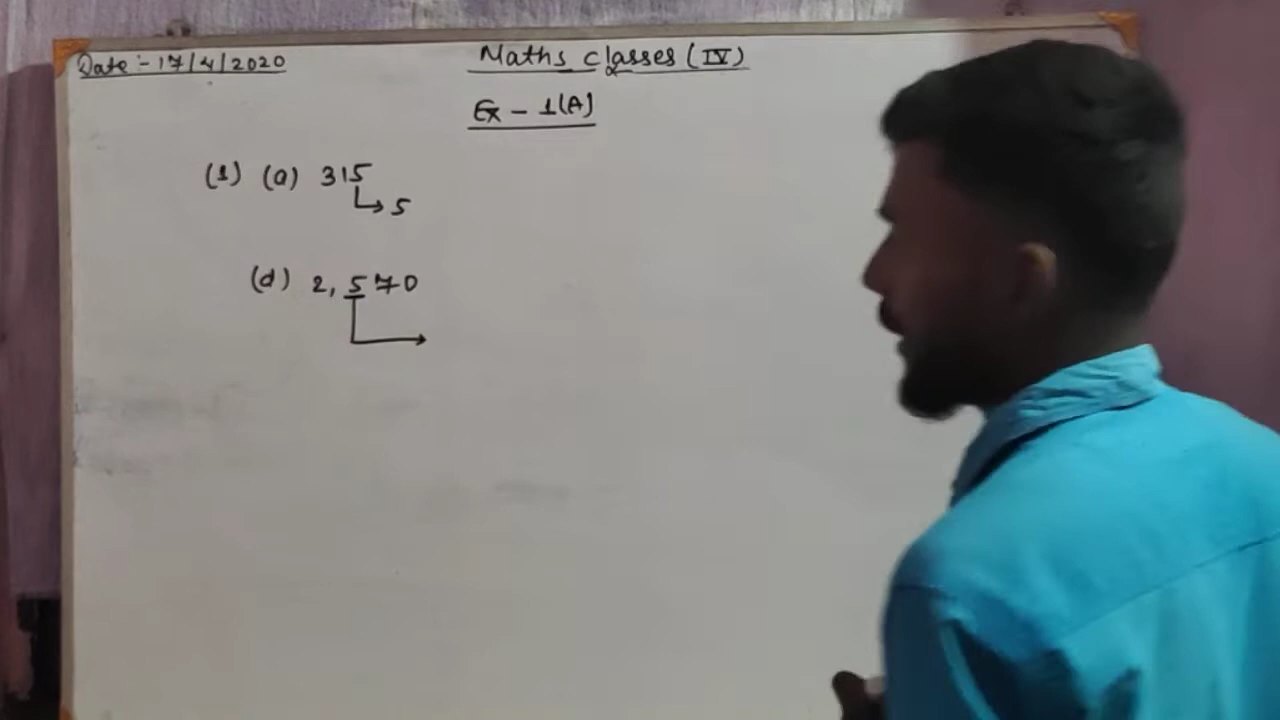 Date :- 17/4/2020
Maths classes (IV)
Ex - 1(A)
(1) (a) 315
5
(d) 2,570